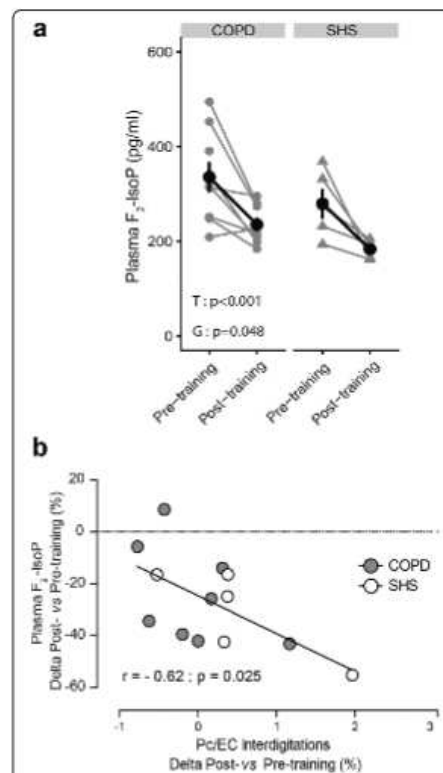 a
COPD SHS
600
400
200
0
Plasma F2-IsoP (pg/ml)
T : p<0.001
G : p=0.048
Pre-training Post-training Pre-training Post-training
b
20
0
-20
-40
-60
Plasma F2-IsoP
Delta Post- vs Pre-training (%)
COPD
SHS
r = - 0.62 ; p = 0.025
-1 0 1 2 3
Pc/EC Interdigitations
Delta Post- vs Pre-training (%)